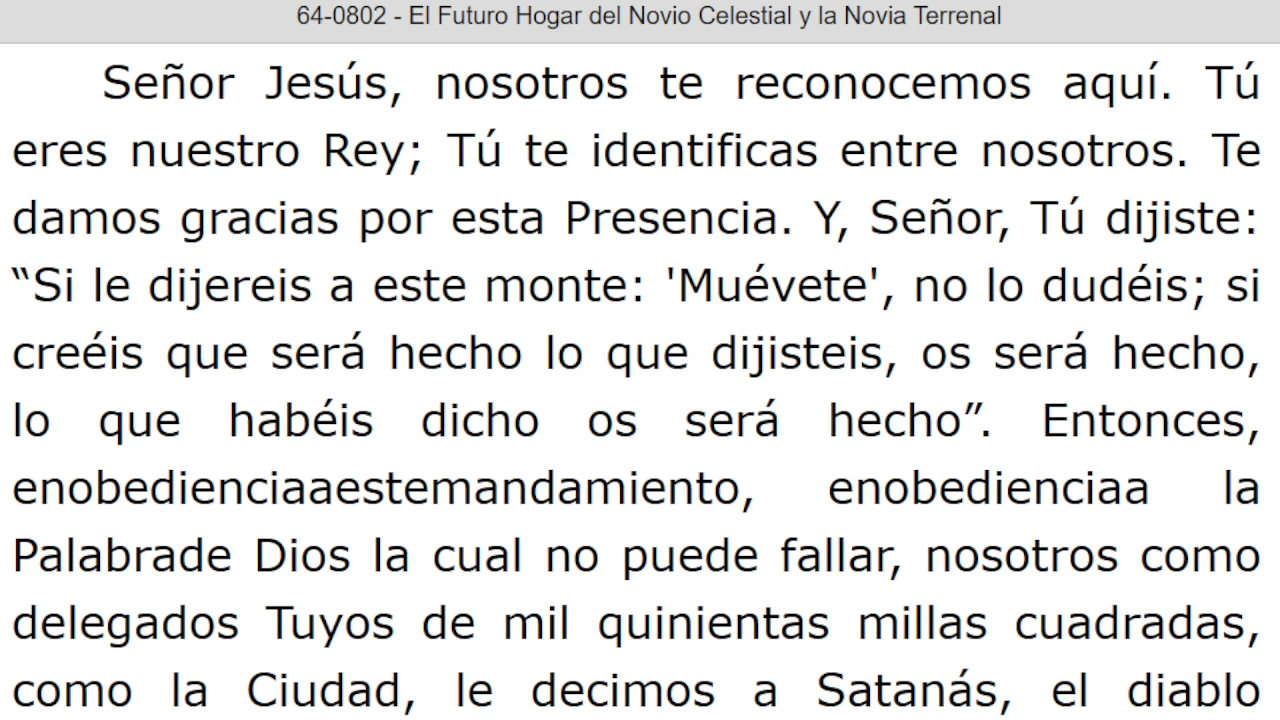 64-0802 - El Futuro Hogar del Novio Celestial y la Novia Terrenal
Señor Jesús, nosotros te reconocemos aquí. Tú
eres nuestro Rey; Tú te identificas entre nosotros. Te
damos gracias por esta Presencia. Y, Señor, Tú dijiste:
“Si le dijereis a este monte: 'Muévete', no lo dudéis; si
creéis que será hecho lo que dijisteis, os será hecho,
lo que habéis dicho os será hecho”. Entonces,
enobedienciaaestemandamiento, enobedienciaa la
Palabrade Dios la cual no puede fallar, nosotros como
delegados Tuyos de mil quinientas millas cuadradas,
como la Ciudad, le decimos a Satanás, el diablo